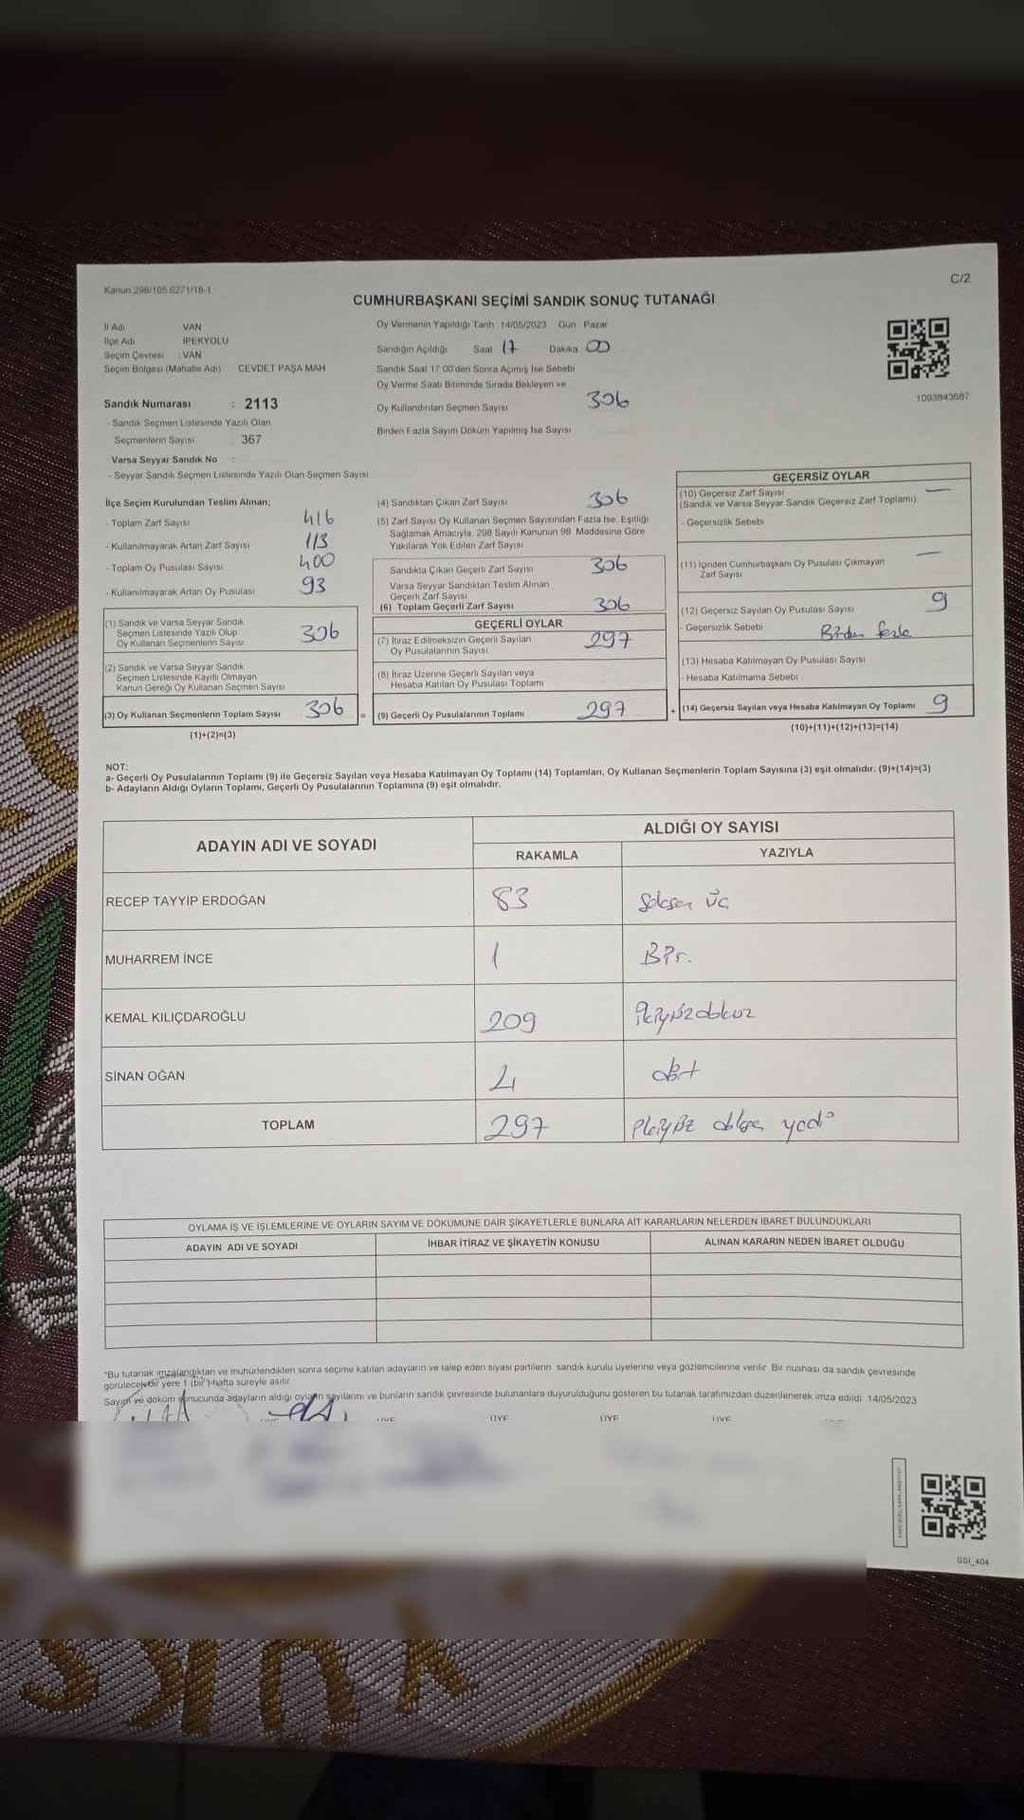 Kanun 298/105 6271/18-1
C/2
CUMHURBAŞKANI SEÇİMİ SANDIK SONUÇ TUTANAĞI
İl Adı VAN
İlçe Adı İPEKYOLU
Seçim Çevresi : VAN
Seçim Bölgesi (Mahalle Adı) CEVDET PAŞA MAH
Sandık Numarası : 2113
- Sandık Seçmen Listesinde Yazılı Olan
Seçmenlerin Sayısı 367
Varsa Seyyar Sandık No :
- Seyyar Sandık Seçmen Listesinde Yazılı Olan Seçmen Sayısı
Oy Vermenin Yapıldığı Tarih 14/05/2023 Gün Pazar
Sandığın Açıldığı Saat 17 Dakika 00
Sandık Saat 17 00'den Sonra Açılmış İse Sebebi
Oy Verme Saati Bitiminde Sırada Bekleyen ve
Oy Kullandırılan Seçmen Sayısı 306
Birden Fazla Sayım Döküm Yapılmış İse Sayısı
1003843687
İlçe Seçim Kurulundan Teslim Alınan;
- Toplam Zarf Sayısı 416
- Kullanılmayarak Artan Zarf Sayısı 113
- Toplam Oy Pusulası Sayısı 400
- Kullanılmayarak Artan Oy Pusulası 93
(1) Sandık ve Varsa Seyyar Sandık
Seçmen Listesinde Yazılı Olup
Oy Kullanan Seçmenlerin Sayısı 306
(2) Sandık ve Varsa Seyyar Sandık
Seçmen Listesinde Kayıtlı Olmayan
Kanun Gereği Oy Kullanan Seçmen Sayısı
(3) Oy Kullanan Seçmenlerin Toplam Sayısı 306
(1)+(2)=(3)
(4) Sandıktan Çıkan Zarf Sayısı 306
(5) Zarf Sayısı Oy Kullanan Seçmen Sayısından Fazla İse, Eşitliği
Sağlamak Amacıyla, 298 Sayılı Kanunun 98. Maddesine Göre
Yakılarak Yok Edilen Zarf Sayısı
Sandıkta Çıkan Geçerli Zarf Sayısı 306
Varsa Seyyar Sandıktan Teslim Alınan
Geçerli Zarf Sayısı
(6) Toplam Geçerli Zarf Sayısı 306
GEÇERLİ OYLAR
(7) İtiraz Edilmeksizin Geçerli Sayılan
Oy Pusulalarının Sayısı 297
(8) İtiraz Üzerine Geçerli Sayılan veya
Hesaba Katılan Oy Pusulası Toplamı
= (9) Geçerli Oy Pusulalarının Toplamı 297
GEÇERSİZ OYLAR
(10) Geçersiz Zarf Sayısı —
(Sandık ve Varsa Seyyar Sandık Geçersiz Zarf Toplamı)
- Geçersizlik Sebebi
(11) İçinden Cumhurbaşkanı Oy Pusulası Çıkmayan —
Zarf Sayısı
(12) Geçersiz Sayılan Oy Pusulası Sayısı 9
- Geçersizlik Sebebi Birden fazla
(13) Hesaba Katılmayan Oy Pusulası Sayısı
- Hesaba Katılmama Sebebi
+ (14) Geçersiz Sayılan veya Hesaba Katılmayan Oy Toplamı 9
(10)+(11)+(12)+(13)=(14)
NOT:
a- Geçerli Oy Pusulalarının Toplamı (9) ile Geçersiz Sayılan veya Hesaba Katılmayan Oy Toplamı (14) Toplamları, Oy Kullanan Seçmenlerin Toplam Sayısına (3) eşit olmalıdır. (9)+(14)=(3)
b- Adayların Aldığı Oyların Toplamı, Geçerli Oy Pusulalarının Toplamına (9) eşit olmalıdır.
ADAYIN ADI VE SOYADI
ALDIĞI OY SAYISI
RAKAMLA YAZIYLA
RECEP TAYYİP ERDOĞAN 83 Seksen üç
MUHARREM İNCE 1 Bir.
KEMAL KILIÇDAROĞLU 209 ikiyüzdokuz
SİNAN OĞAN 4 dört
TOPLAM 297 ikiyüz doksan yedi
OYLAMA İŞ VE İŞLEMLERİNE VE OYLARIN SAYIM VE DÖKÜMÜNE DAİR ŞİKAYETLERLE BUNLARA AİT KARARLARIN NELERDEN İBARET BULUNDUKLARI
ADAYIN ADI VE SOYADI İHBAR İTİRAZ VE ŞİKAYETİN KONUSU ALINAN KARARIN NEDEN İBARET OLDUĞU
*Bu tutanak imzalandıktan ve mühürlendikten sonra seçime katılan adayların ve talep eden siyasi partilerin sandık kurulu üyelerine veya gözlemcilerine verilir Bir nüshası da sandık çevresinde
görülecek bir yere 1 (bir) hafta süreyle asılır
Sayım ve döküm sonucunda adayların aldığı oyların sayılarını ve bunların sandık çevresinde bulunanlara duyurulduğunu gösteren bu tutanak tarafımızdan düzenlenerek imza edildi 14/05/2023
ÜYE ÜYE ÜYE ÜYE
GSI_404